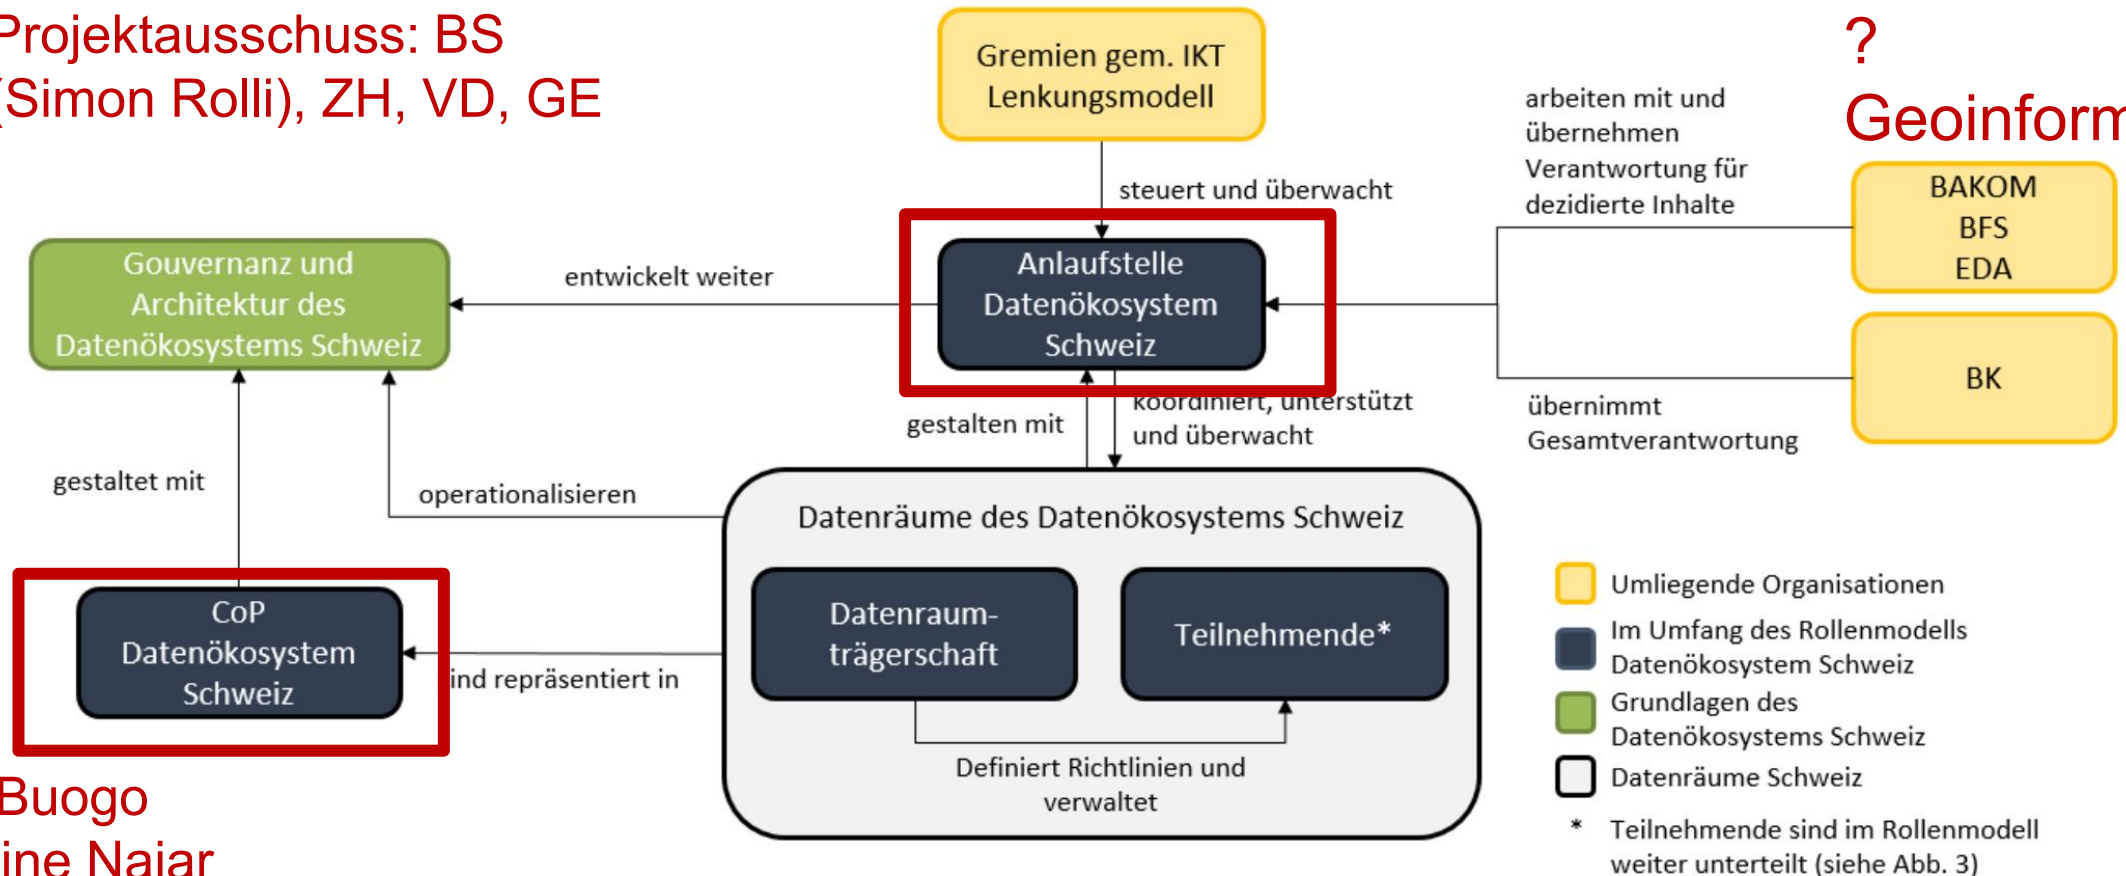 Projektausschuss: BS
(Simon Rolli), ZH, VD, GE
?
Geoinform
Gremien gem. IKT
Lenkungsmodell
arbeiten mit und
übernehmen
Verantwortung für
dezidierte Inhalte
BAKOM
BFS
EDA
steuert und überwacht
Gouvernanz und
Architektur des
Datenökosystems Schweiz
entwickelt weiter
Anlaufstelle
Datenökosystem
Schweiz
BK
übernimmt
Gesamtverantwortung
gestalten mit
koordiniert, unterstützt
und überwacht
gestaltet mit
operationalisieren
Datenräume des Datenökosystems Schweiz
CoP
Datenökosystem
Schweiz
ind repräsentiert in
Datenraum-
trägerschaft
Teilnehmende*
Definiert Richtlinien und
verwaltet
Umliegende Organisationen
Im Umfang des Rollenmodells
Datenökosystem Schweiz
Grundlagen des
Datenökosystems Schweiz
Datenräume Schweiz
* Teilnehmende sind im Rollenmodell
weiter unterteilt (siehe Abb. 3)
Buogo
ine Najar